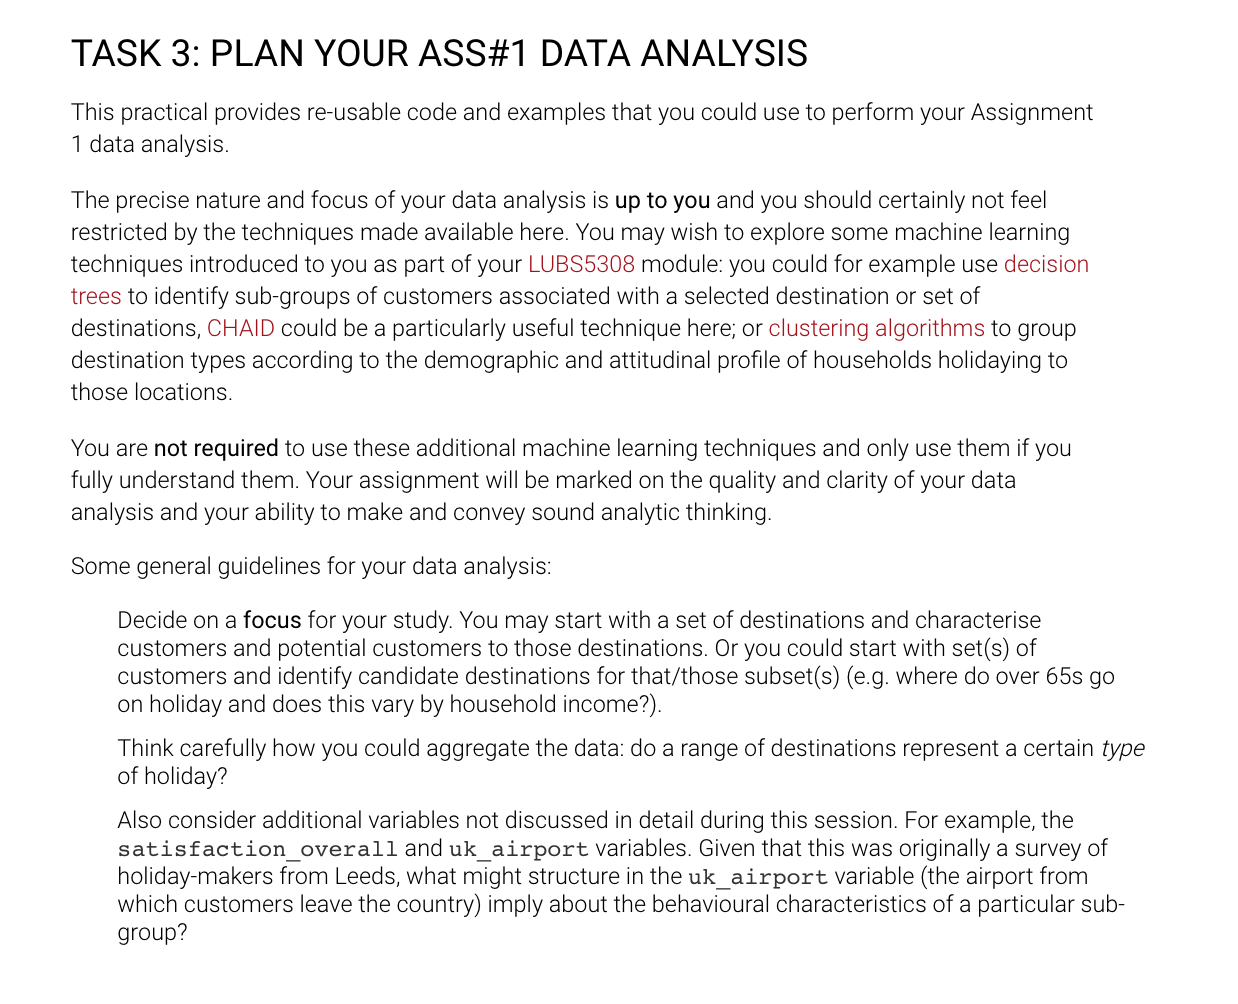 TASK 3: PLAN YOUR ASS#1 DATA ANALYSIS
This practical provides re-usable code and examples that you could use to perform your Assignment
1 data analysis.
The precise nature and focus of your data analysis is up to you and you should certainly not feel
restricted by the techniques made available here. You may wish to explore some machine learning
techniques introduced to you as part of your LUBS5308 module: you could for example use decision
trees to identify sub-groups of customers associated with a selected destination or set of
destinations, CHAID could be a particularly useful technique here; or clustering algorithms to group
destination types according to the demographic and attitudinal profile of households holidaying to
those locations.
You are not required to use these additional machine learning techniques and only use them if you
fully understand them. Your assignment will be marked on the quality and clarity of your data
analysis and your ability to make and convey sound analytic thinking.
Some general guidelines for your data analysis:
Decide on a focus for your study. You may start with a set of destinations and characterise
customers and potential customers to those destinations. Or you could start with set(s) of
customers and identify candidate destinations for that/those subset(s) (e.g. where do over 65s go
on holiday and does this vary by household income?).
Think carefully how you could aggregate the data: do a range of destinations represent a certain type
of holiday?
Also consider additional variables not discussed in detail during this session. For example, the
satisfaction_overall and uk_airport variables. Given that this was originally a survey of
holiday-makers from Leeds, what might structure in the uk_airport variable (the airport from
which customers leave the country) imply about the behavioural characteristics of a particular sub-
group?